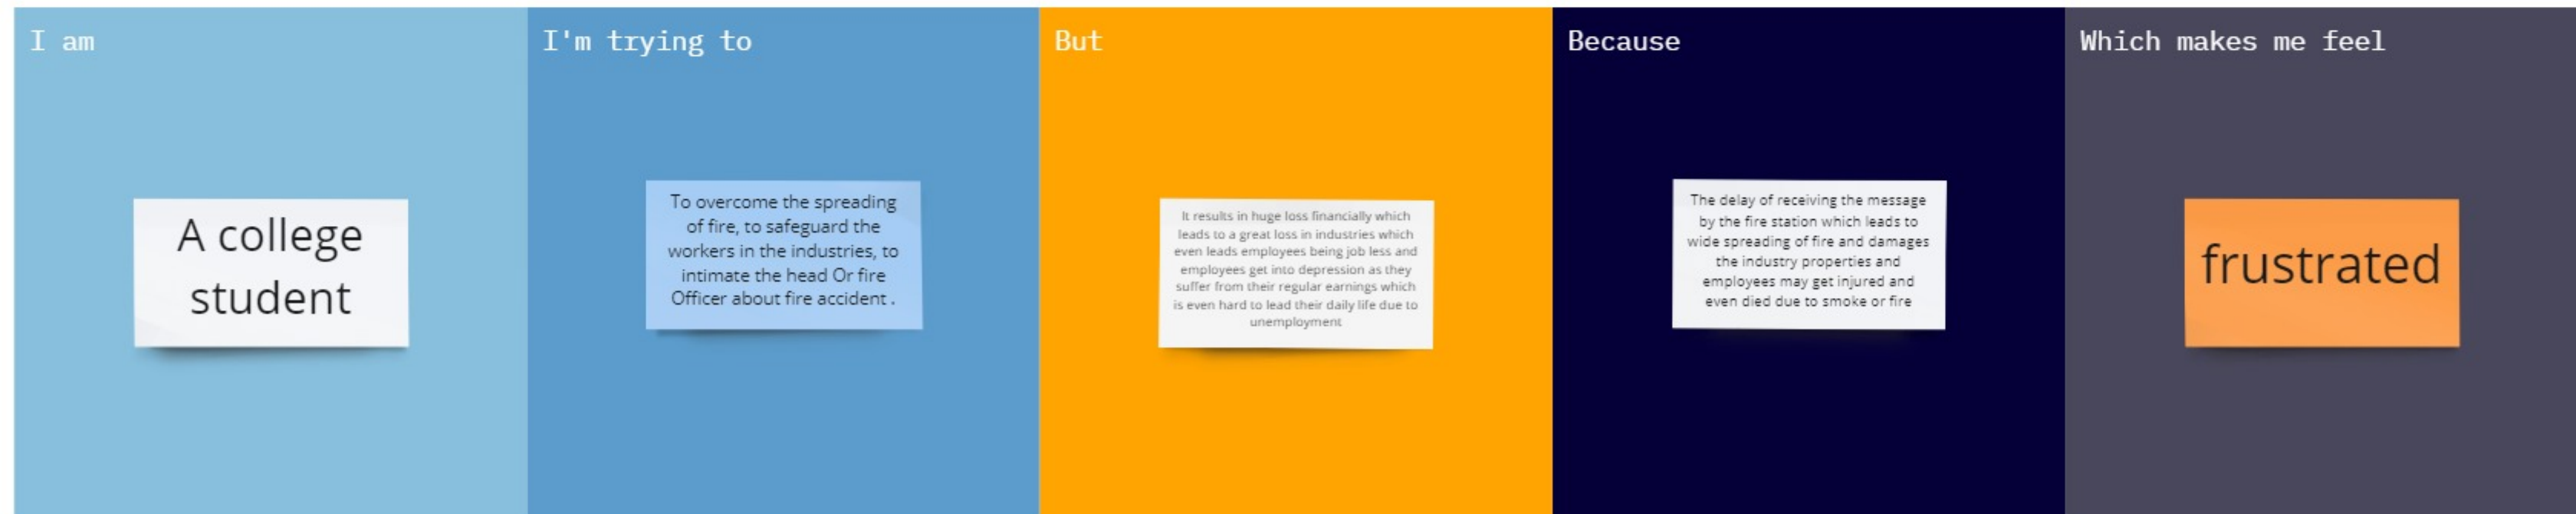 I am
A college
student
I'm trying to
To overcome the spreading
of fire, to safeguard the
workers in the industries, to
intimate the head Or fire
Officer about fire accident .
But
It results in huge loss financially which
leads to a great loss in industries which
even leads employees being job less and
employees get into depression as they
suffer from their regular earnings which
is even hard to lead their daily life due to
unemployment
Because
The delay of receiving the message
by the fire station which leads to
wide spreading of fire and damages
the industry properties and
employees may get injured and
even died due to smoke or fire
Which makes me feel
frustrated